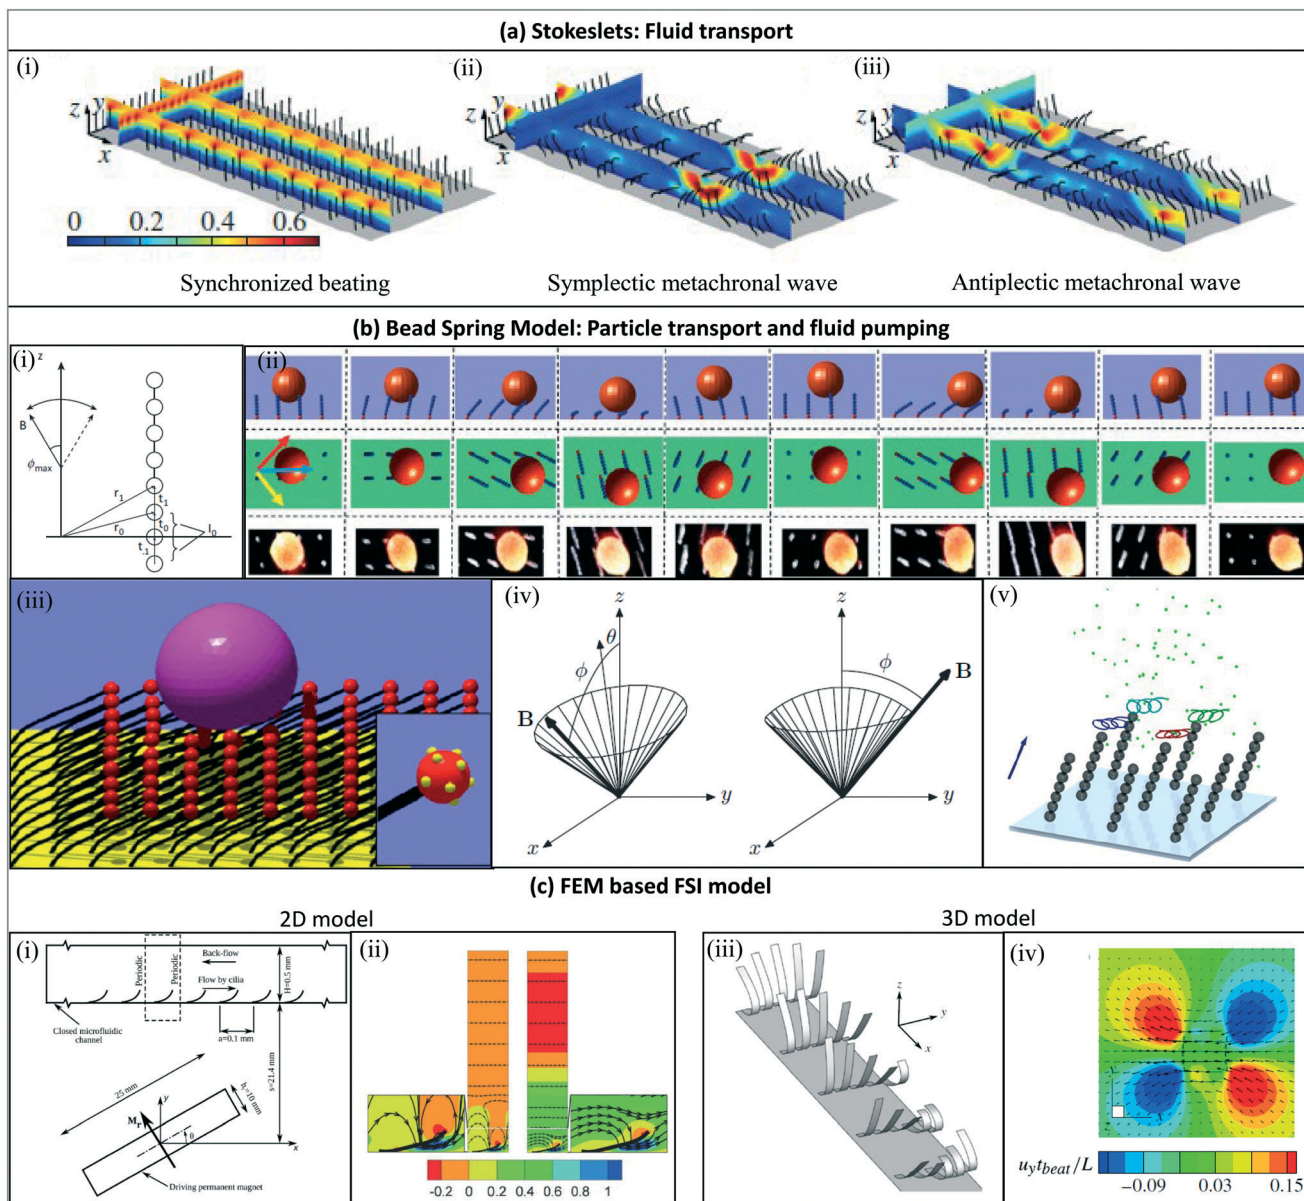 (a) Stokeslets: Fluid transport
(i)
(ii)
(iii)
z y
x
z y
x
z y
x
0 0.2 0.4 0.6
Synchronized beating
Symplectic metachronal wave
Antiplectic metachronal wave
(b) Bead Spring Model: Particle transport and fluid pumping
(i)
z
B
ϕmax
r1
t1
r0
t0
l0
t-1
(ii)
(iii)
(iv)
z
θ
ϕ
B
y
x
z
ϕ
B
y
x
(v)
(c) FEM based FSI model
2D model
3D model
(i)
Periodic
Periodic
Back-flow
Flow by cilia
H=0.5 mm
Closed microfluidic
channel
a=0.1 mm
s=21.4 mm
25 mm
hr=10 mm
Mr
y
θ
x
Driving permanent magnet
(ii)
-0.2 0 0.2 0.4 0.6 0.8 1
(iii)
z
y
x
(iv)
Y
X
uytbeat/L
-0.09 0.03 0.15